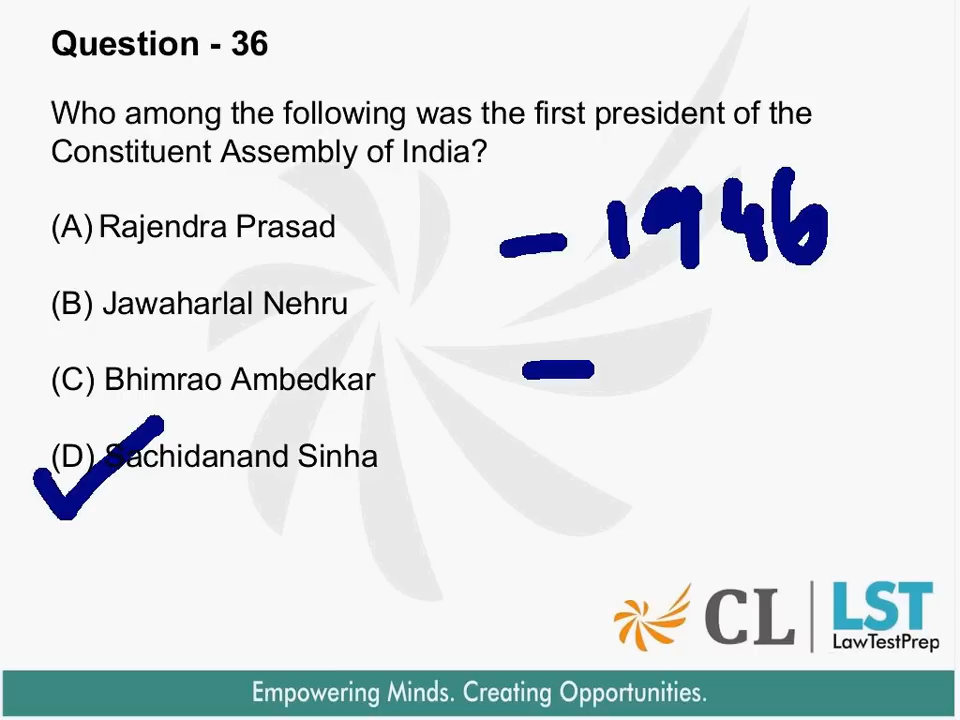 Question - 36
Who among the following was the first president of the
Constituent Assembly of India?
(A) Rajendra Prasad
- 1946
(B) Jawaharlal Nehru
-
(C) Bhimrao Ambedkar
(D) Sachidanand Sinha
CL LST
LawTestPrep
Empowering Minds. Creating Opportunities.